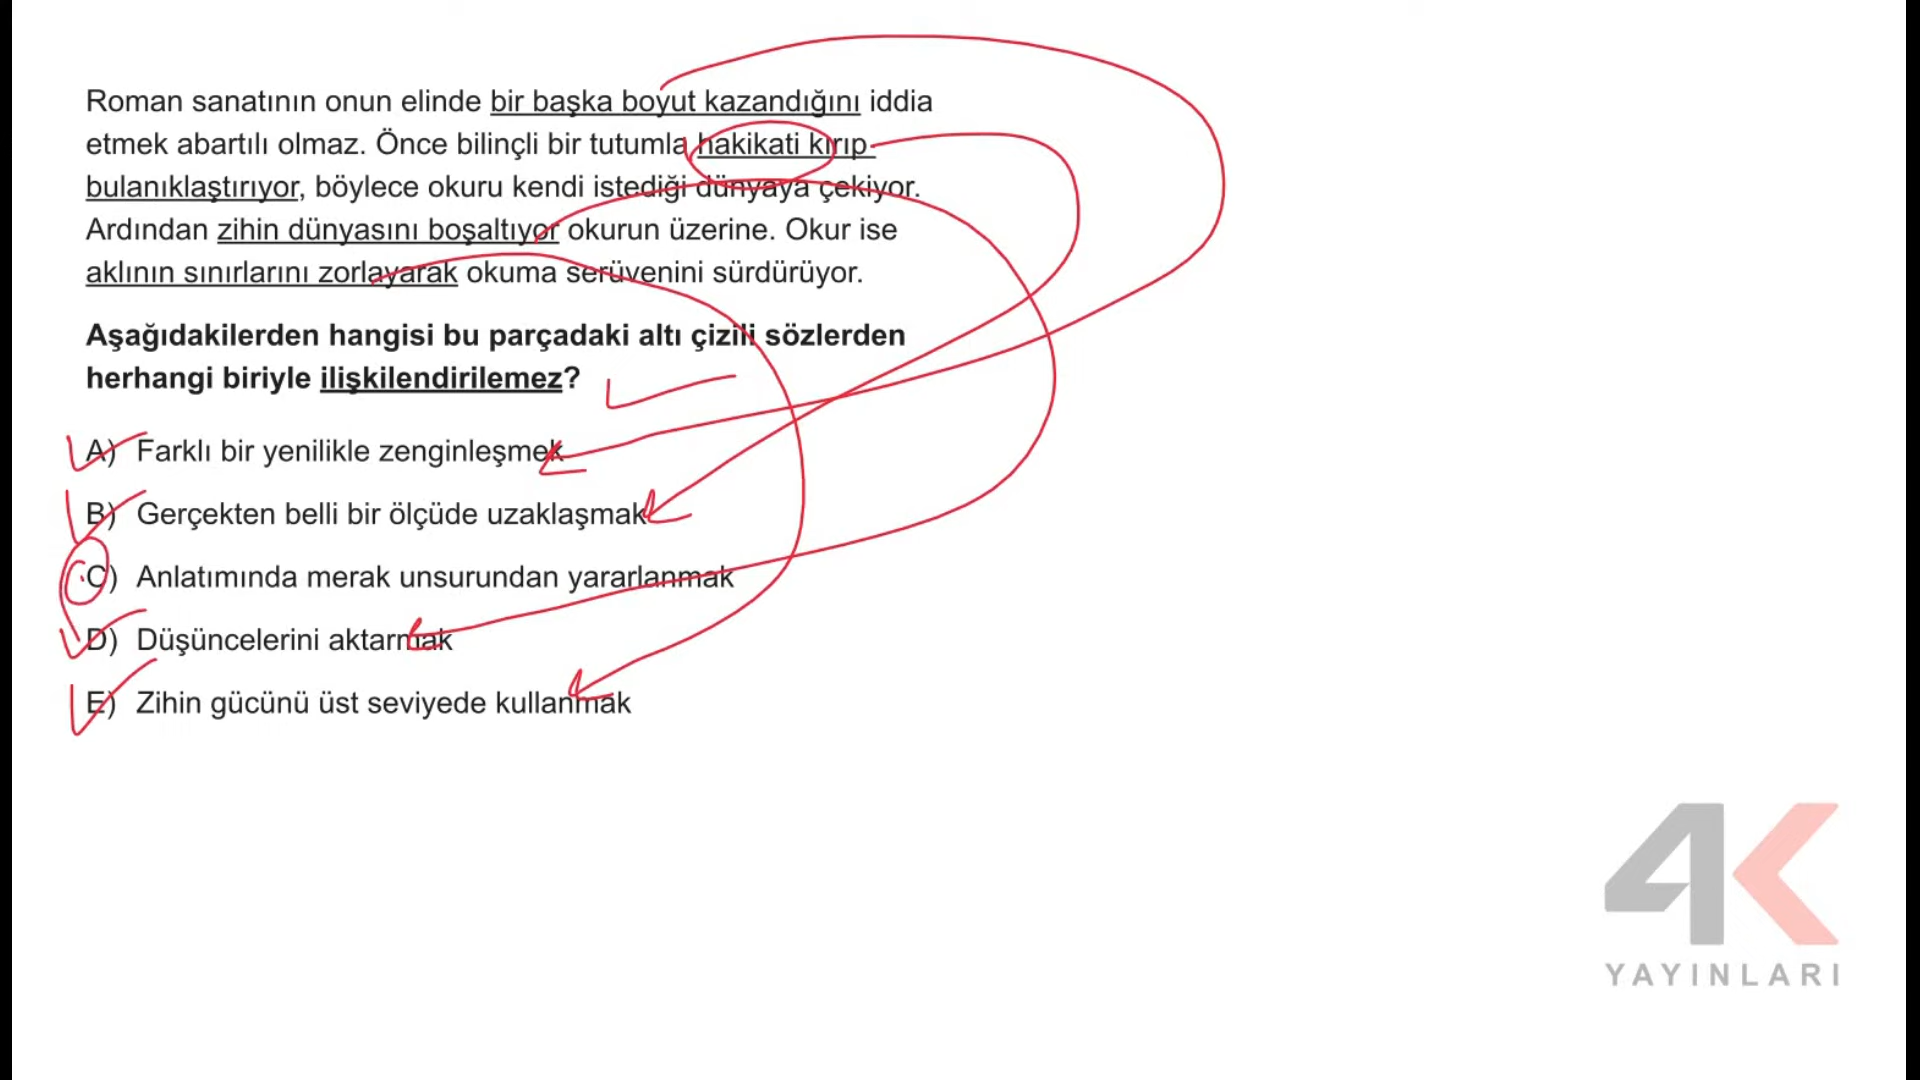 Roman sanatının onun elinde bir başka boyut kazandığını iddia
etmek abartılı olmaz. Önce bilinçli bir tutumla hakikati kırıp
bulanıklaştırıyor, böylece okuru kendi istediği dünyaya çekiyor.
Ardından zihin dünyasını boşaltıyor okurun üzerine. Okur ise
aklının sınırlarını zorlayarak okuma serüvenini sürdürüyor.
Aşağıdakilerden hangisi bu parçadaki altı çizili sözlerden
herhangi biriyle ilişkilendirilemez?
A) Farklı bir yenilikle zenginleşmek
B) Gerçekten belli bir ölçüde uzaklaşmak
C) Anlatımında merak unsurundan yararlanmak
D) Düşüncelerini aktarmak
E) Zihin gücünü üst seviyede kullanmak
4K
YAYINLARI